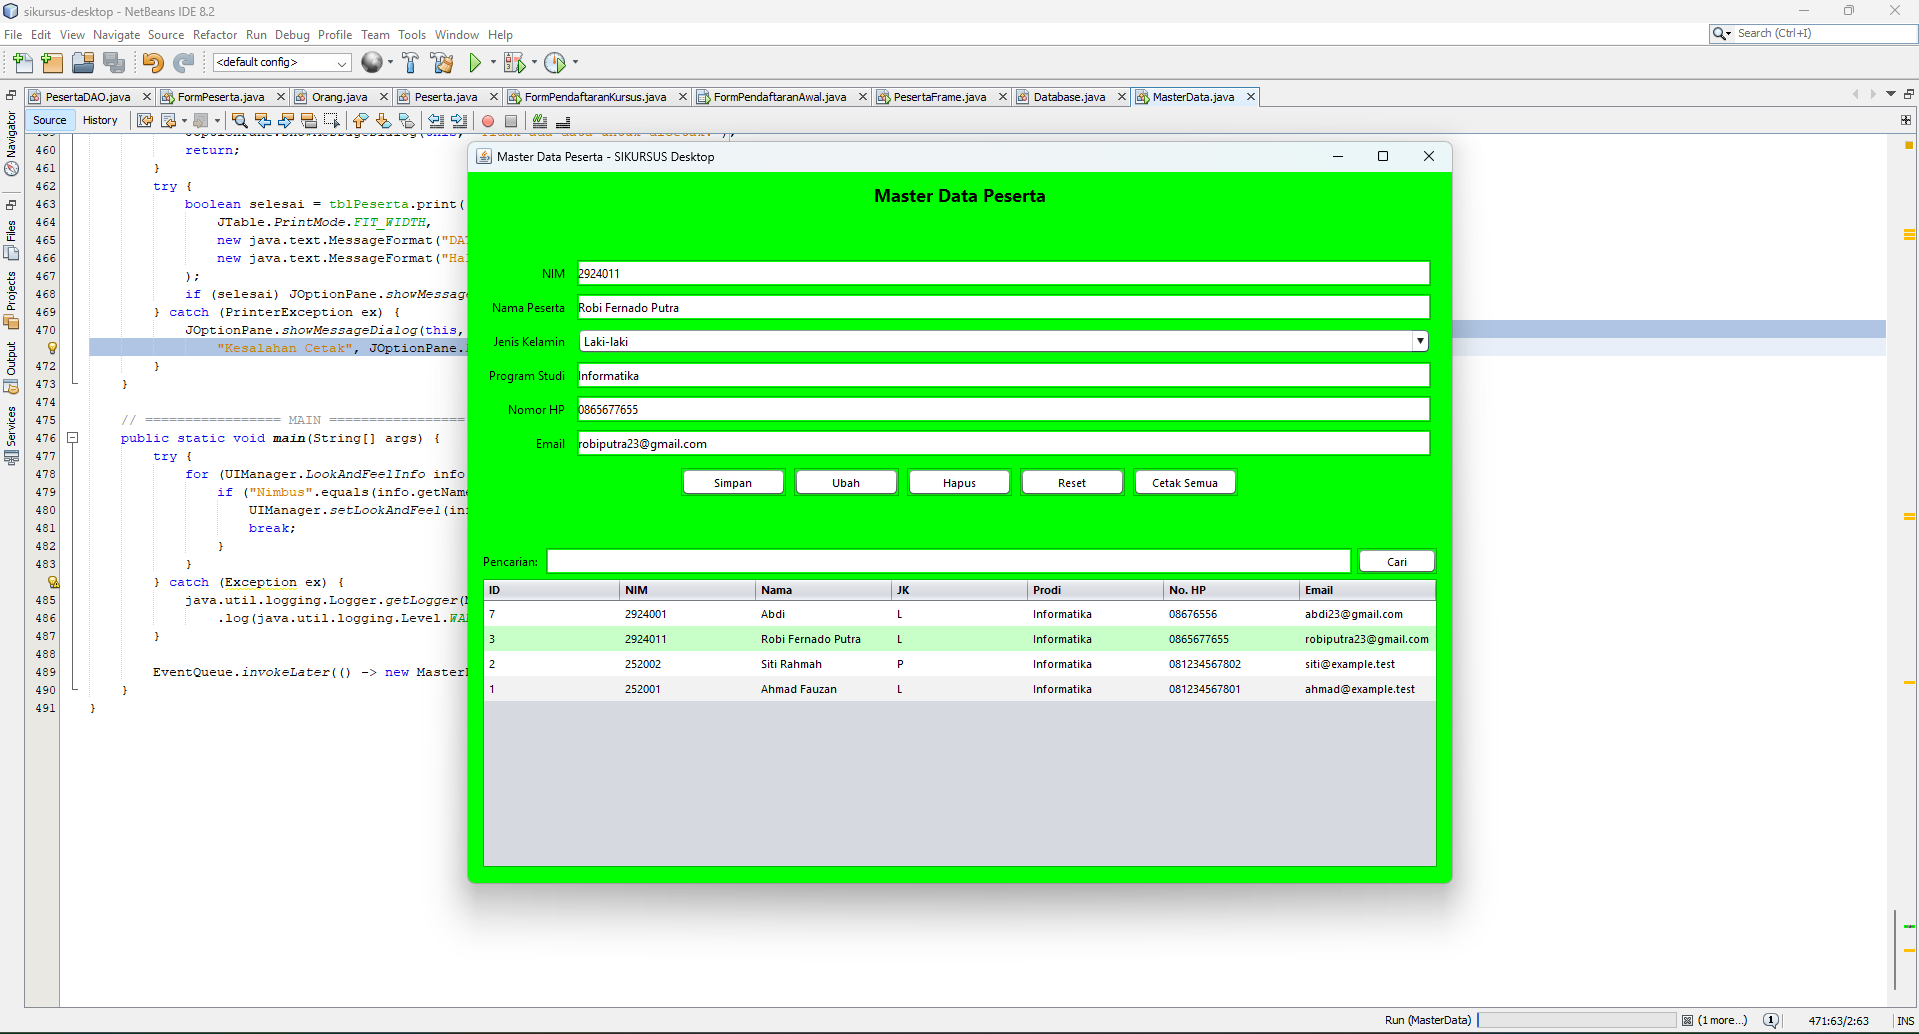 sikursus-desktop - NetBeans IDE 8.2
File Edit View Navigate Source Refactor Run Debug Profile Team Tools Window Help
Search (Ctrl+I)
<default config>
PesertaDAO.java FormPeserta.java Orang.java Peserta.java FormPendaftaranKursus.java FormPendaftaranAwal.java PesertaFrame.java Database.java MasterData.java
Source History
Navigator
Files
Projects
Output
Services
460 return;
461 }
462 try {
463 boolean selesai = tblPeserta.print(
464 JTable.PrintMode.FIT_WIDTH,
465 new java.text.MessageFormat("DA
466 new java.text.MessageFormat("Ha
467 );
468 if (selesai) JOptionPane.showMessage
469 } catch (PrinterException ex) {
470 JOptionPane.showMessageDialog(this,
"Kesalahan Cetak", JOptionPane.
472 }
473 }
474
475 // ================= MAIN =================
476 public static void main(String[] args) {
477 try {
478 for (UIManager.LookAndFeelInfo info
479 if ("Nimbus".equals(info.getName
480 UIManager.setLookAndFeel(in
481 break;
482 }
483 }
} catch (Exception ex) {
485 java.util.logging.Logger.getLogger(
486 .log(java.util.logging.Level.WA
487 }
488
489 EventQueue.invokeLater(() -> new Master
490 }
491 }
Master Data Peserta - SIKURSUS Desktop
Master Data Peserta
NIM 2924011
Nama Peserta Robi Fernado Putra
Jenis Kelamin Laki-laki
Program Studi Informatika
Nomor HP 0865677655
Email robiputra23@gmail.com
Simpan Ubah Hapus Reset Cetak Semua
Pencarian: Cari
ID NIM Nama JK Prodi No. HP Email
7 2924001 Abdi L Informatika 08676556 abdi23@gmail.com
3 2924011 Robi Fernado Putra L Informatika 0865677655 robiputra23@gmail.com
2 252002 Siti Rahmah P Informatika 081234567802 siti@example.test
1 252001 Ahmad Fauzan L Informatika 081234567801 ahmad@example.test
Run (MasterData) (1 more...) 1 471:63/2:63 INS